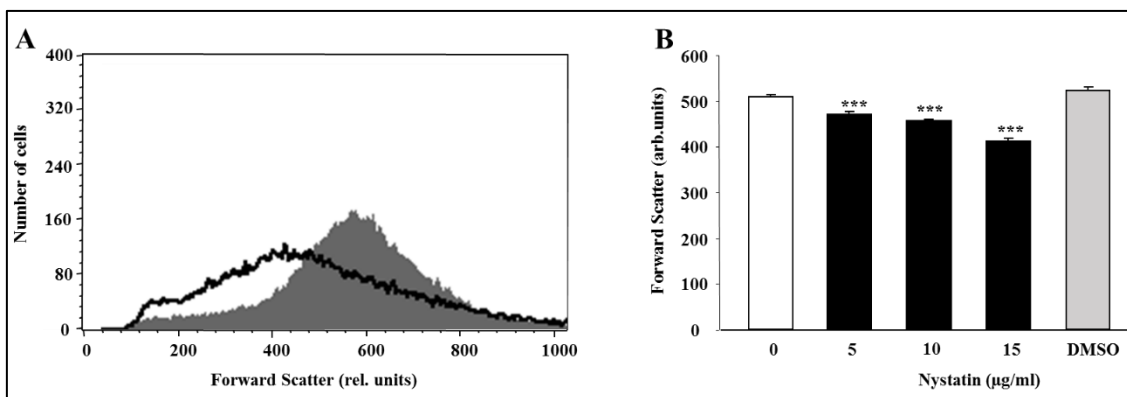 A
400
320
240
160
80
0
Number of cells
0 200 400 600 800 1000
Forward Scatter (rel. units)
B
600
500
400
300
200
100
0
Forward Scatter (arb.units)
*** *** ***
0 5 10 15 DMSO
Nystatin (µg/ml)